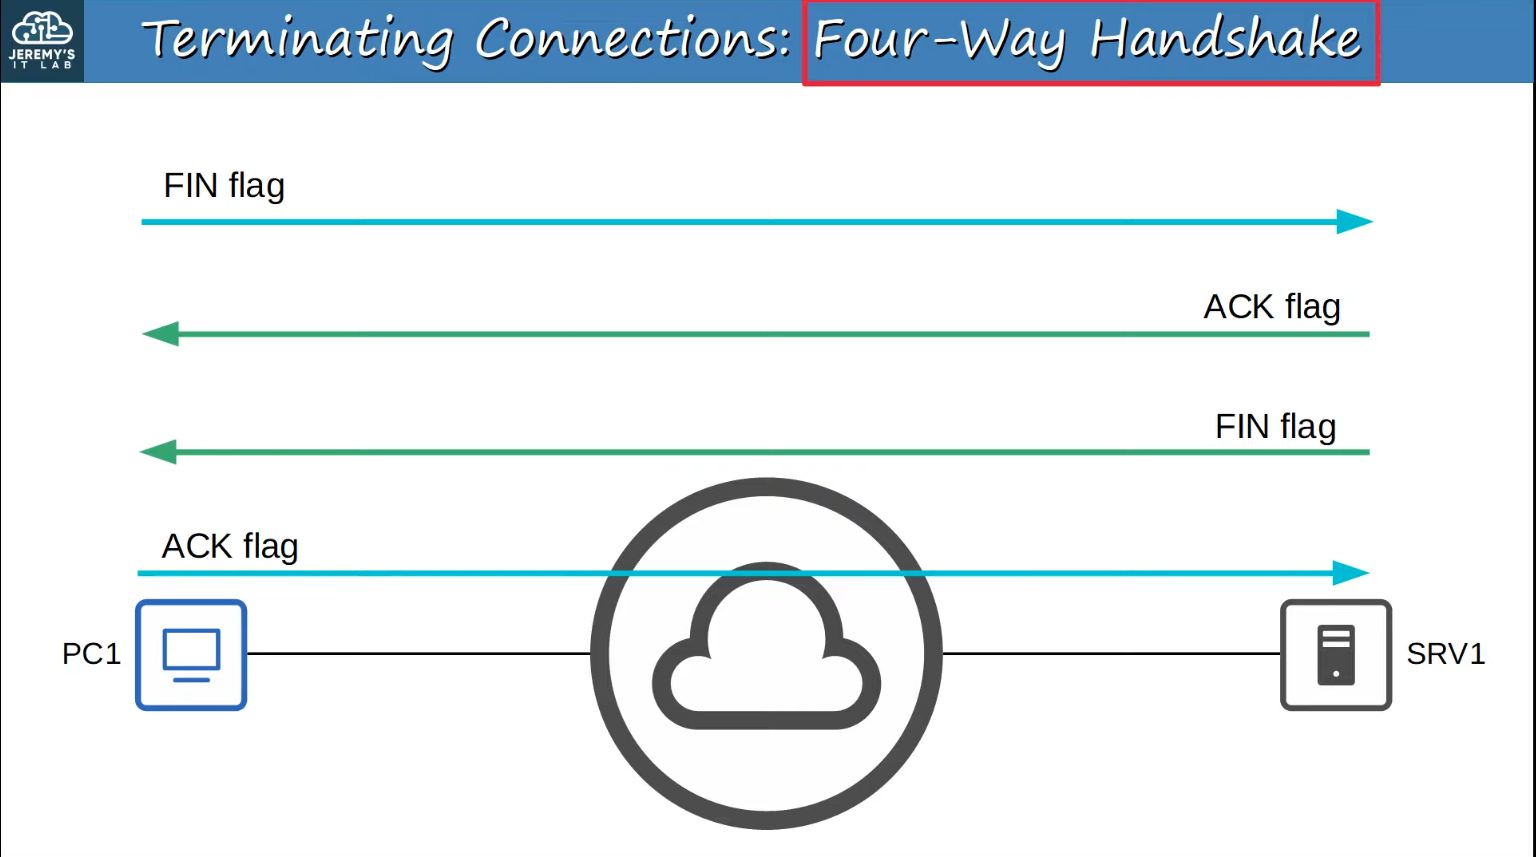 JEREMY'S
IT LAB
Terminating Connections: Four-Way Handshake
FIN flag
ACK flag
FIN flag
ACK flag
PC1
SRV1